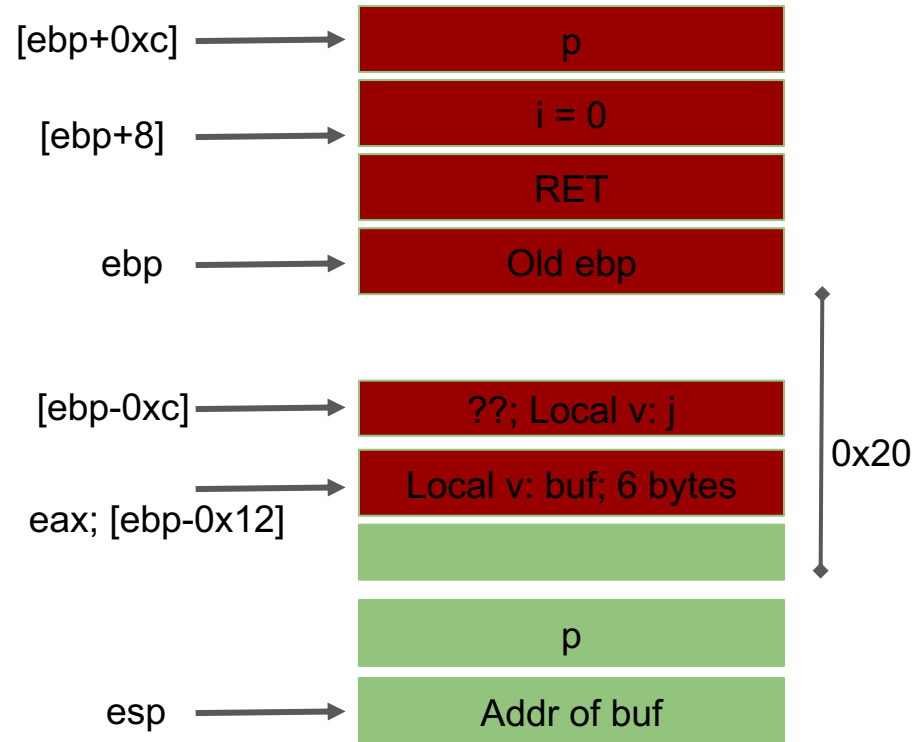 [ebp+0xc]
p
[ebp+8]
i = 0
RET
ebp
Old ebp
[ebp-0xc]
??; Local v: j
0x20
Local v: buf; 6 bytes
eax; [ebp-0x12]
p
esp
Addr of buf